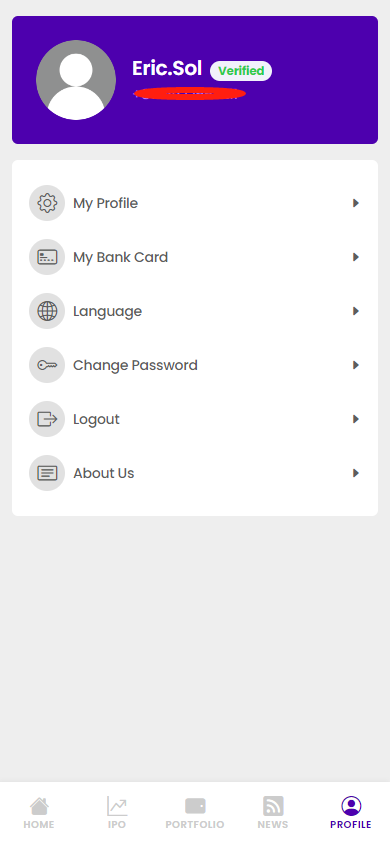 Eric.Sol Verified
My Profile
My Bank Card
Language
Change Password
Logout
About Us
HOME IPO PORTFOLIO NEWS PROFILE